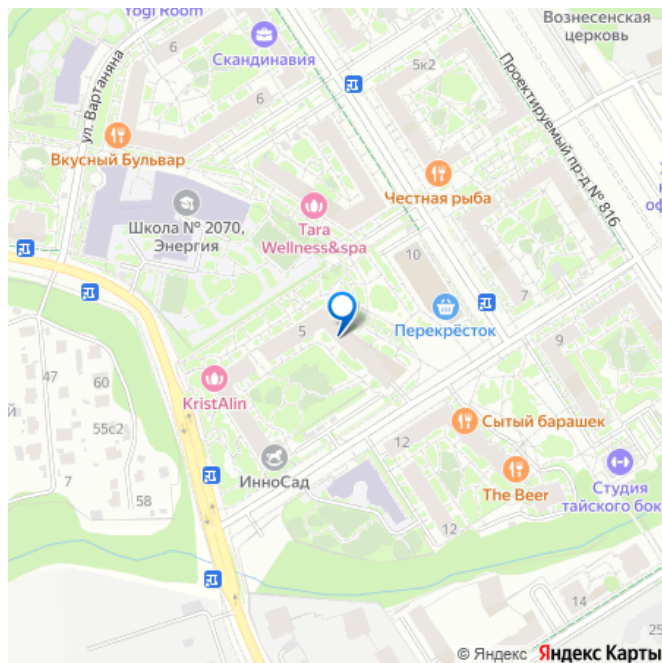 Yogi Room
Вознесенская
церковь
6
Скандинавия
5к2
ул. Вартаняна
6
Проектируемый пр-д № 816
Вкусный Бульвар
Честная рыба
Школа № 2070,
Энергия
Tara
Wellness&spa
10
7
5
Перекрёсток
9
47
60
KristAlin
55с2
Сытый барашек
12
ИнноСад
The Beer
Студия
тайского бок
7
58
12
14
25
© Яндекс Яндекс Карты